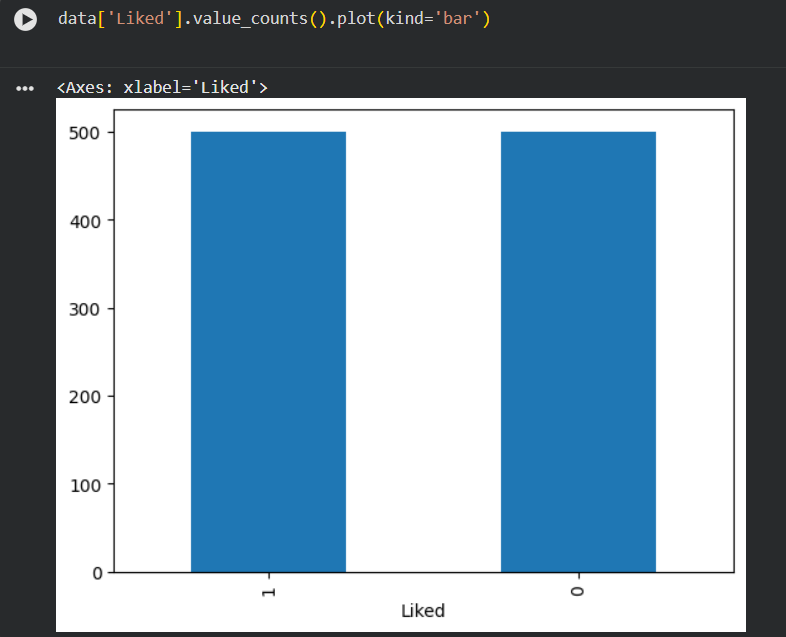 data['Liked'].value_counts().plot(kind='bar')
<Axes: xlabel='Liked'>
500
400
300
200
100
0
1
0
Liked